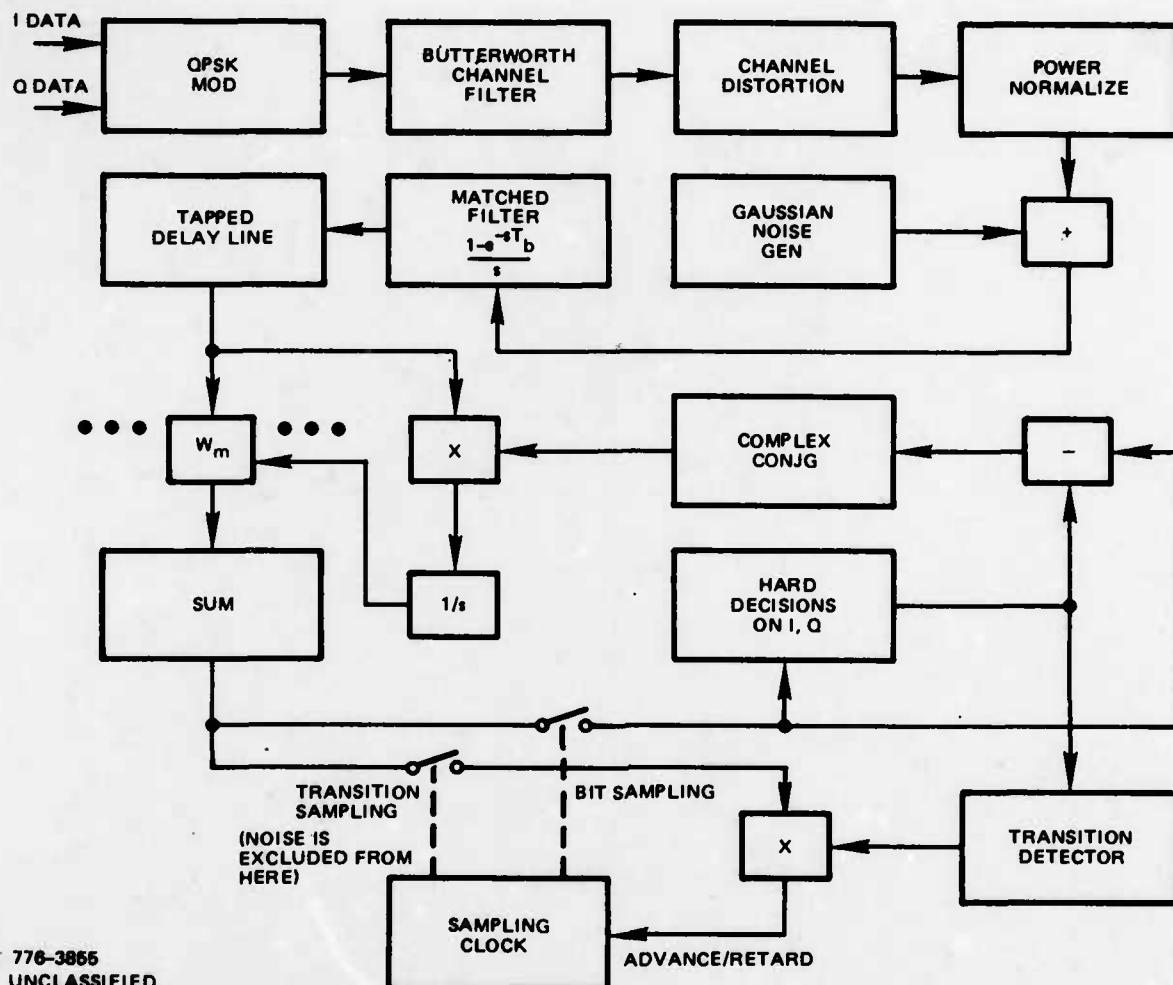 I DATA
Q DATA
QPSK
MOD
BUTTERWORTH
CHANNEL
FILTER
CHANNEL
DISTORTION
POWER
NORMALIZE
TAPPED
DELAY LINE
MATCHED
FILTER
1-e^-sT_b
s
GAUSSIAN
NOISE
GEN
+
W_m
X
COMPLEX
CONJG
-
SUM
1/s
HARD
DECISIONS
ON I, Q
TRANSITION
SAMPLING
(NOISE IS
EXCLUDED FROM
HERE)
BIT SAMPLING
X
TRANSITION
DETECTOR
SAMPLING
CLOCK
ADVANCE/RETARD
776-3855
UNCLASSIFIED